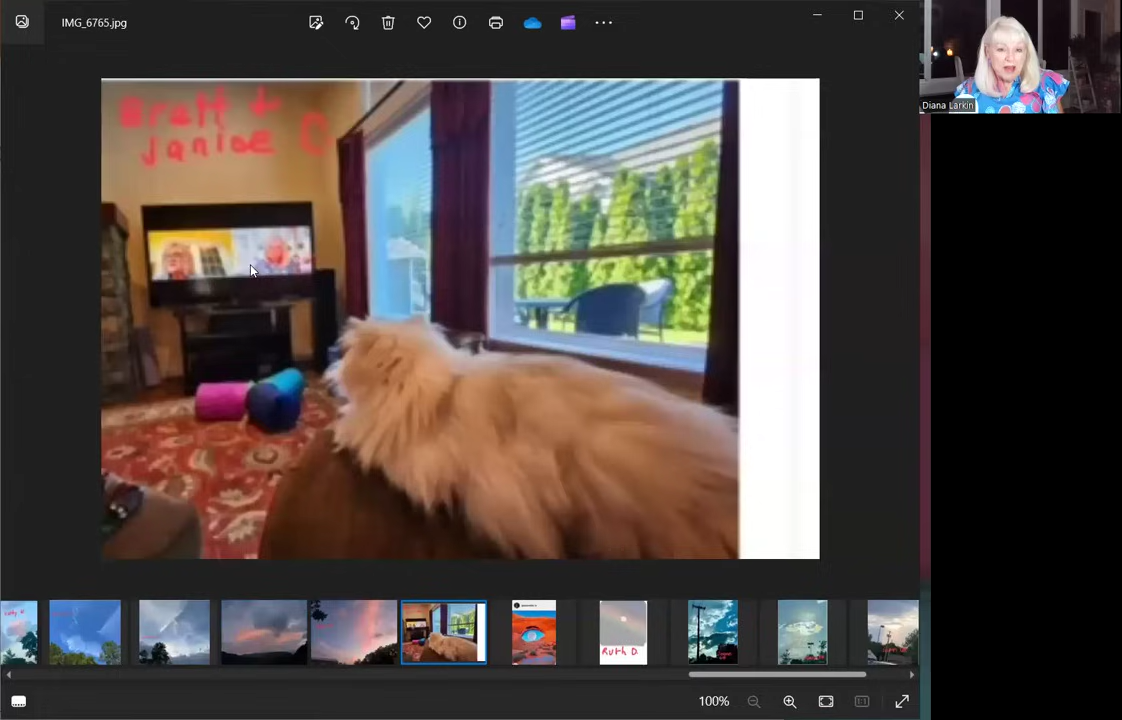 IMG_6765.jpg
Diana Larkin
Brett +
Janice
Ruth D.
100%